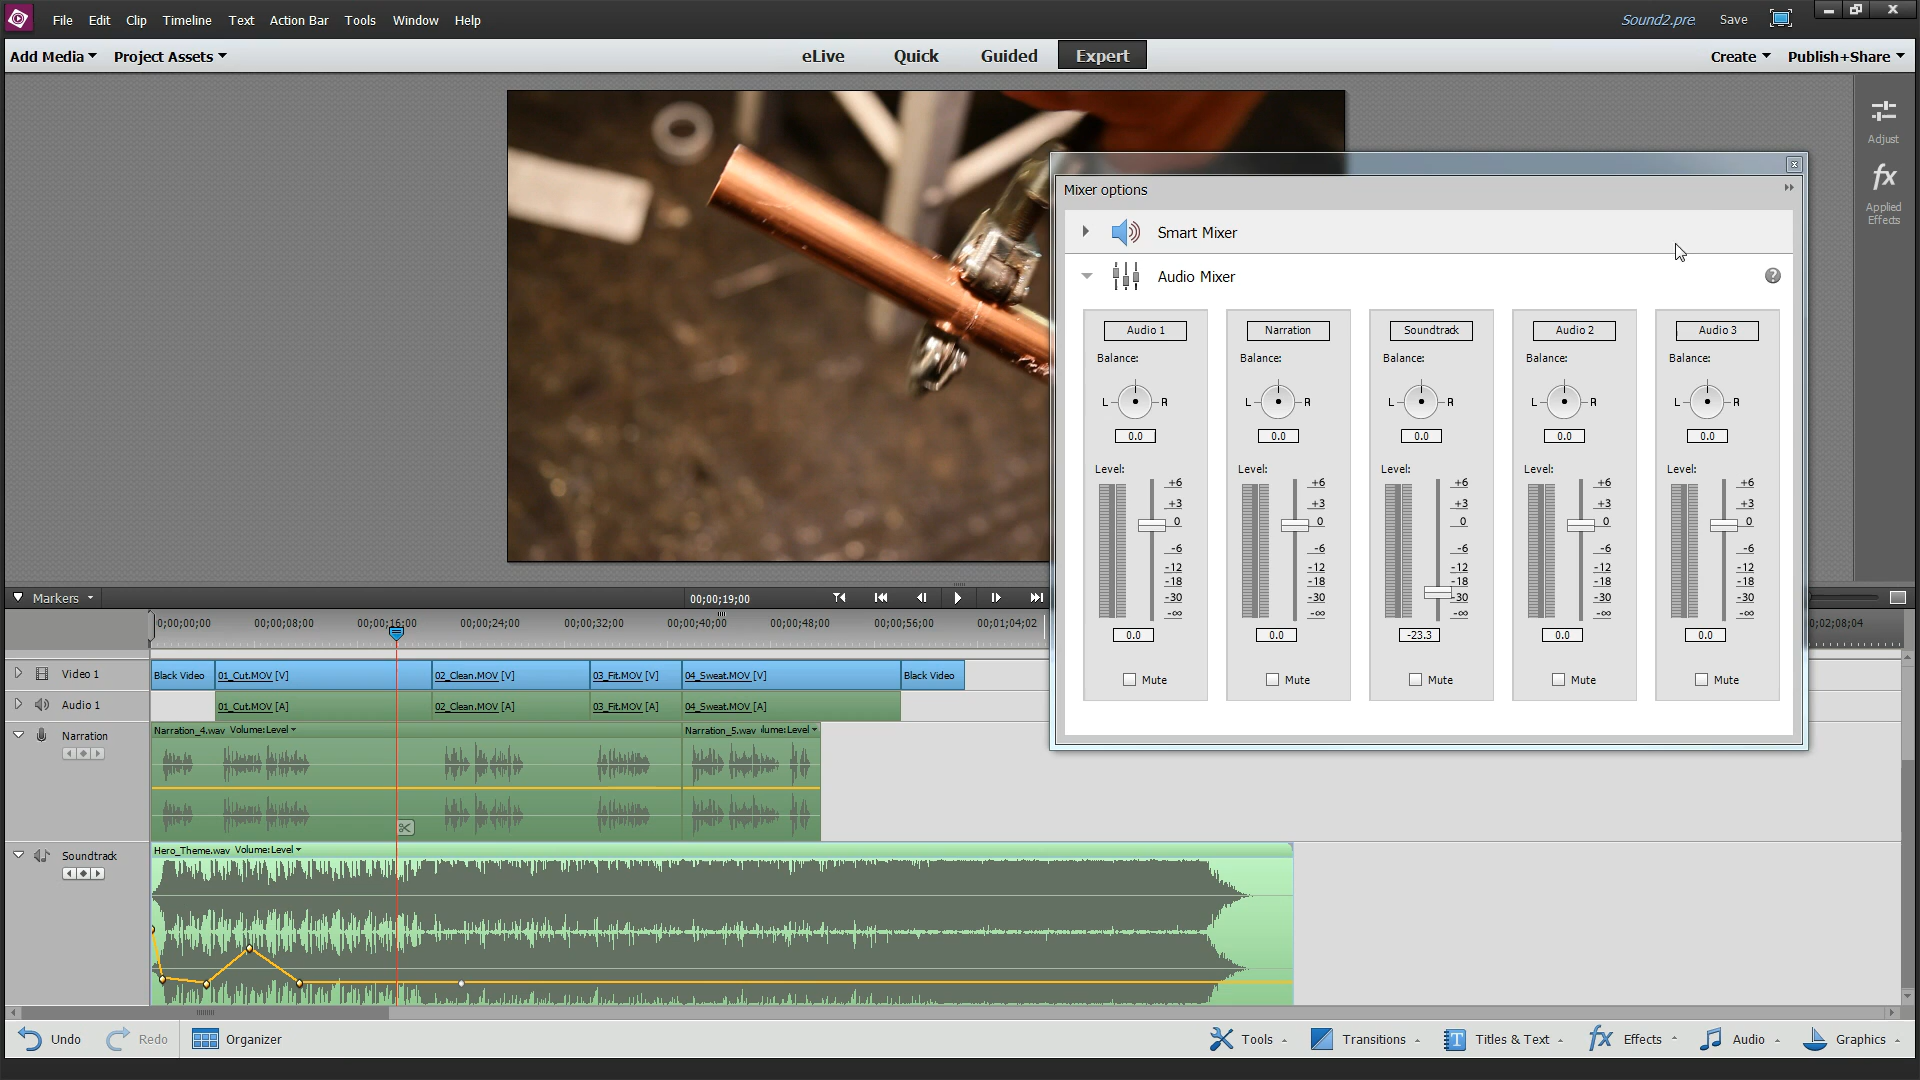 File Edit Clip Timeline Text Action Bar Tools Window Help
Sound2.pre Save
Add Media Project Assets
eLive Quick Guided Expert
Create Publish+Share
Adjust
fx
Applied
Effects
Mixer options
Smart Mixer
Audio Mixer
?
Audio 1 Narration Soundtrack Audio 2 Audio 3
Balance: Balance: Balance: Balance: Balance:
L R L R L R L R L R
0.0 0.0 0.0 0.0 0.0
Level: Level: Level: Level: Level:
+6 +6 +6 +6 +6
+3 +3 +3 +3 +3
0 0 0 0 0
-6 -6 -6 -6 -6
-12 -12 -12 -12 -12
-18 -18 -18 -18 -18
-30 -30 -30 -30 -30
-∞ -∞ -∞ -∞ -∞
0.0 0.0 -23.3 0.0 0.0
Mute Mute Mute Mute Mute
Markers
00;00;19;00
0;00;00;00 00;00;08;00 00;00;16;00 00;00;24;00 00;00;32;00 00;00;40;00 00;00;48;00 00;00;56;00 00;01;04;02 0;02;08;04
Video 1
Black Video 01_Cut.MOV [V] 02_Clean.MOV [V] 03_Fit.MOV [V] 04_Sweat.MOV [V] Black Video
Audio 1
01_Cut.MOV [A] 02_Clean.MOV [A] 03_Fit.MOV [A] 04_Sweat.MOV [A]
Narration
Narration_4.wav Volume:Level Narration_5.wav lume:Level
Soundtrack
Hero_Theme.wav Volume:Level
Undo Redo Organizer
Tools Transitions T Titles & Text fx Effects Audio Graphics